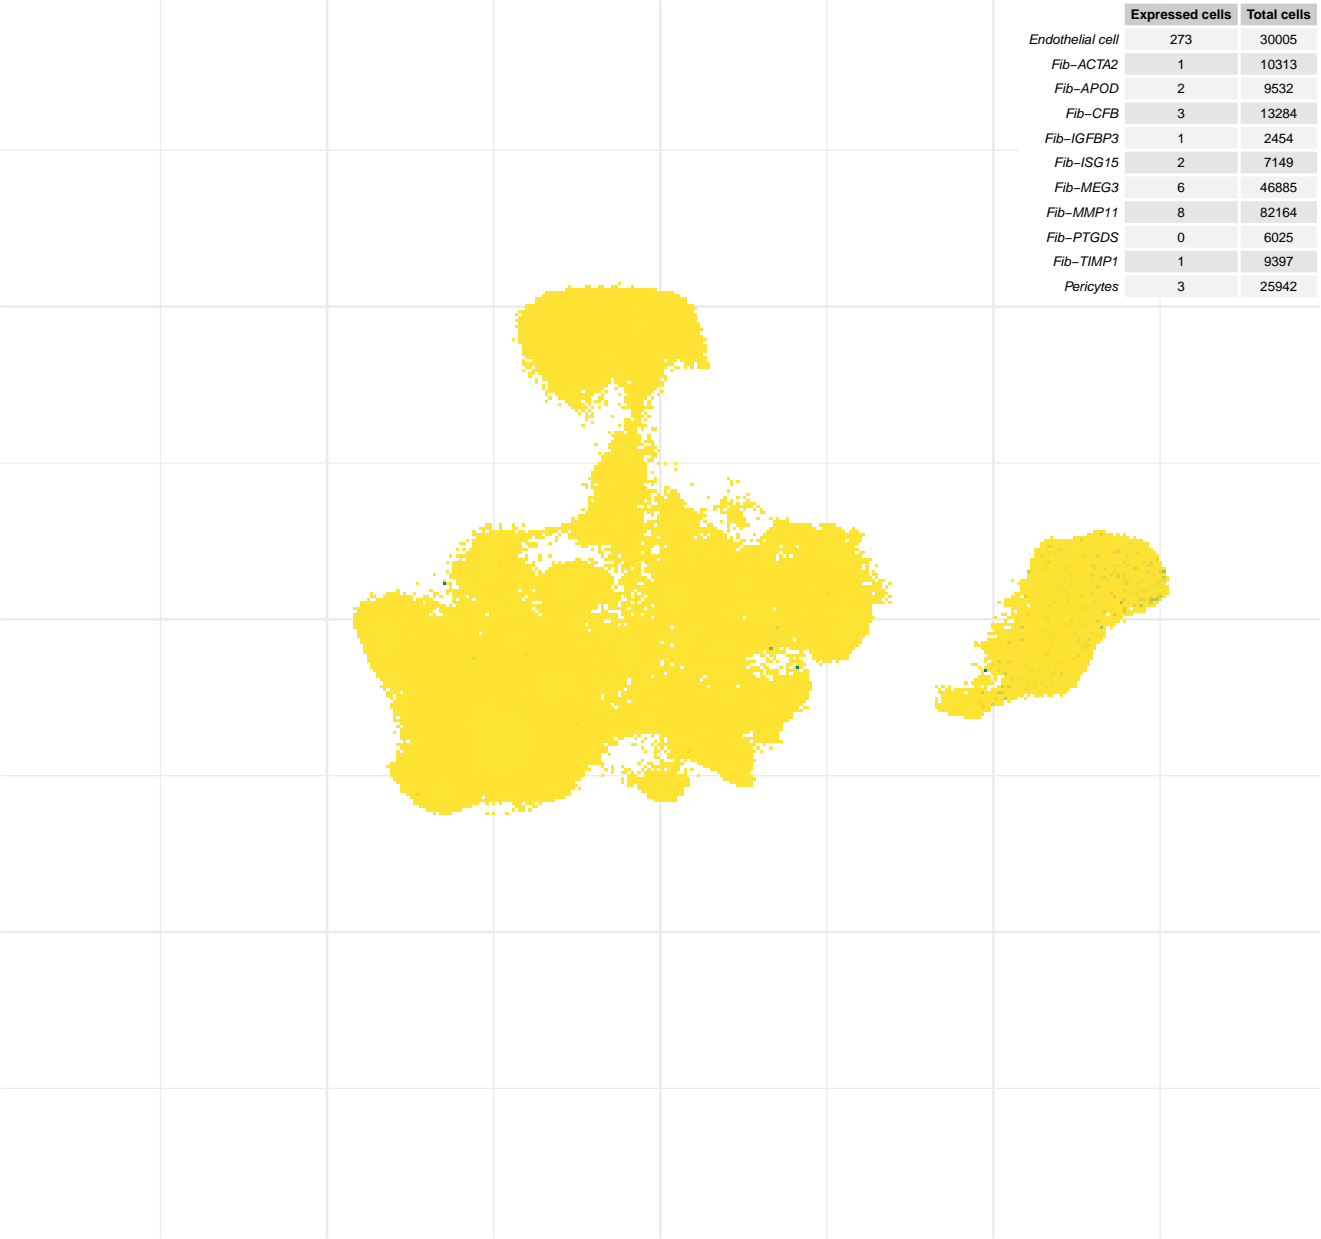 Expressed cells Total cells
Endothelial cell 273 30005
Fib−ACTA2 1 10313
Fib−APOD 2 9532
Fib−CFB 3 13284
Fib−IGFBP3 1 2454
Fib−ISG15 2 7149
Fib−MEG3 6 46885
Fib−MMP11 8 82164
Fib−PTGDS 0 6025
Fib−TIMP1 1 9397
Pericytes 3 25942